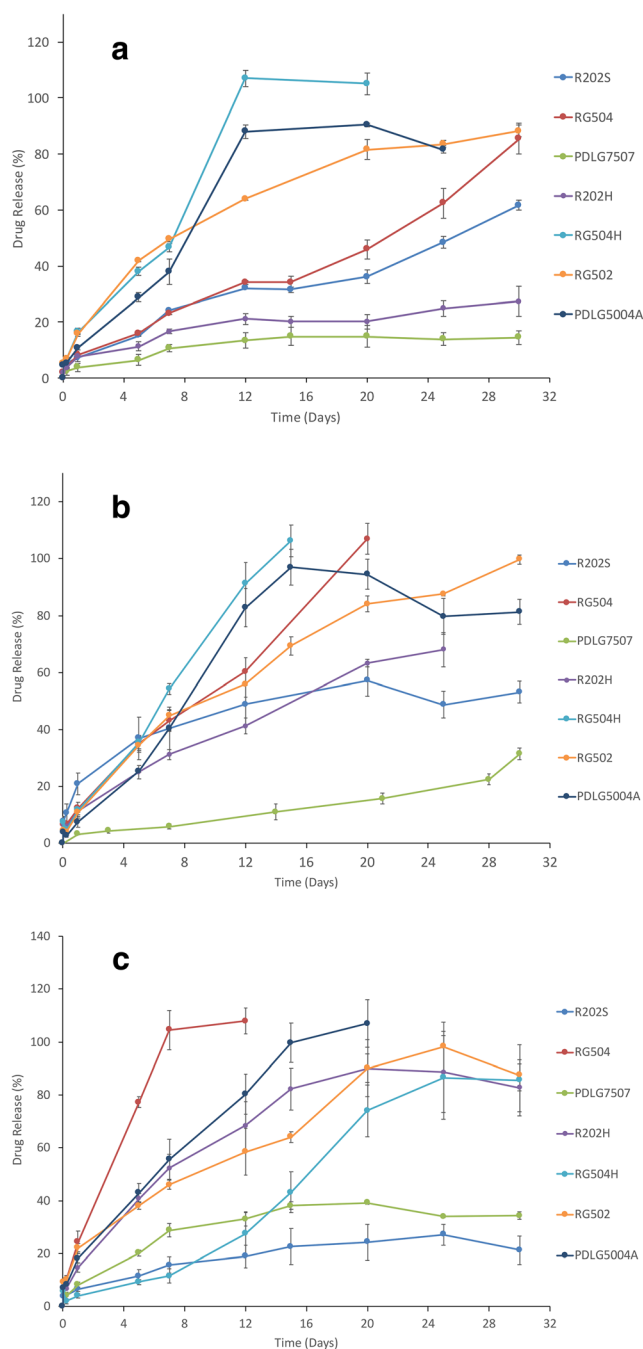 a
120
100
80
60
40
20
0
Drug Release (%)
0 4 8 12 16 20 24 28 32
Time (Days)
R202S
RG504
PDLG7507
R202H
RG504H
RG502
PDLG5004A
b
120
100
80
60
40
20
0
Drug Release (%)
0 4 8 12 16 20 24 28 32
Time (Days)
R202S
RG504
PDLG7507
R202H
RG504H
RG502
PDLG5004A
c
140
120
100
80
60
40
20
0
Drug Release (%)
0 4 8 12 16 20 24 28 32
Time (Days)
R202S
RG504
PDLG7507
R202H
RG504H
RG502
PDLG5004A